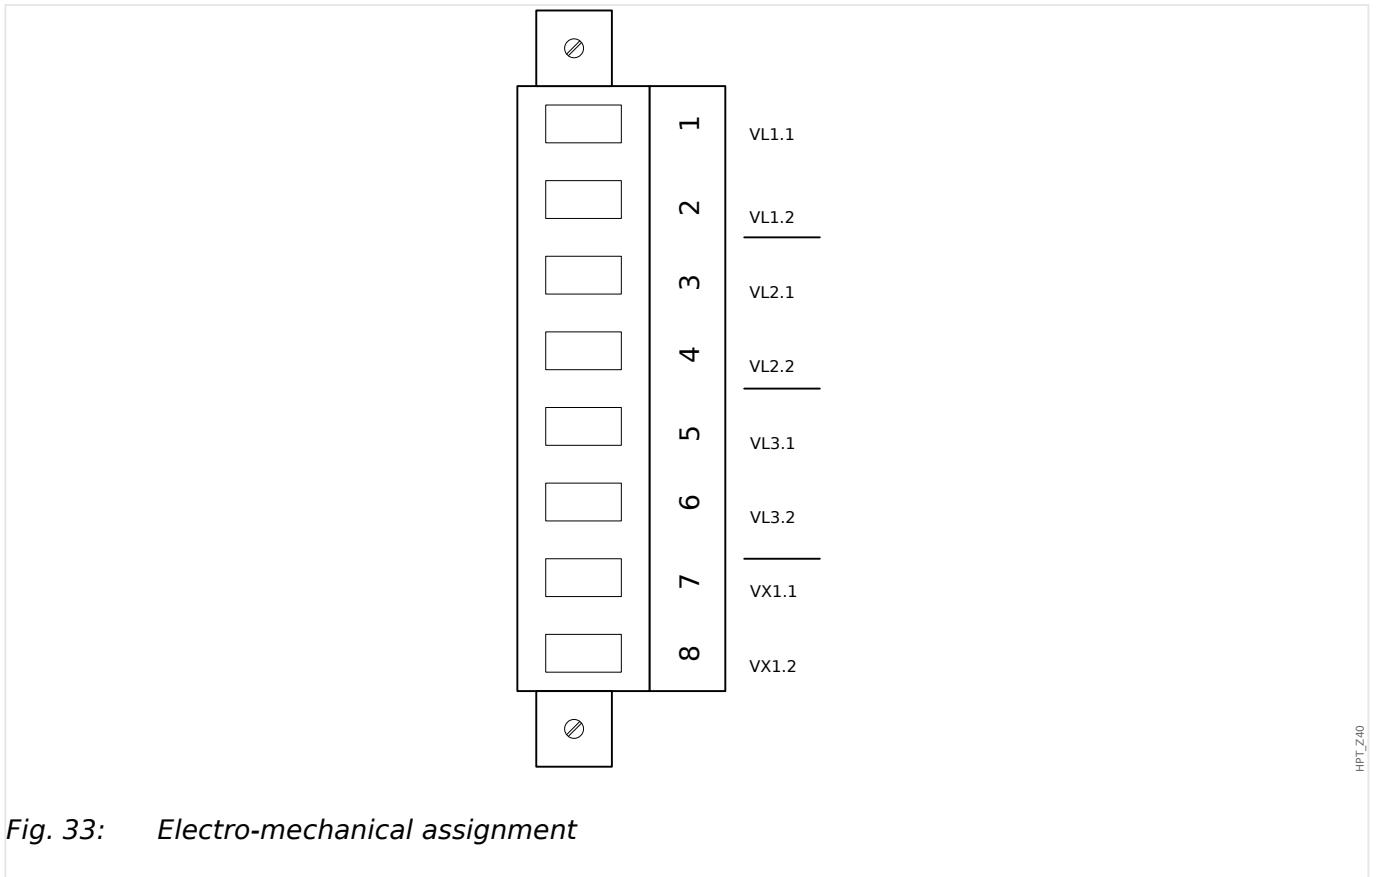 1 VL1.1
2 VL1.2
3 VL2.1
4 VL2.2
5 VL3.1
6 VL3.2
7 VX1.1
8 VX1.2
HPT_Z40
Fig. 33: Electro-mechanical assignment